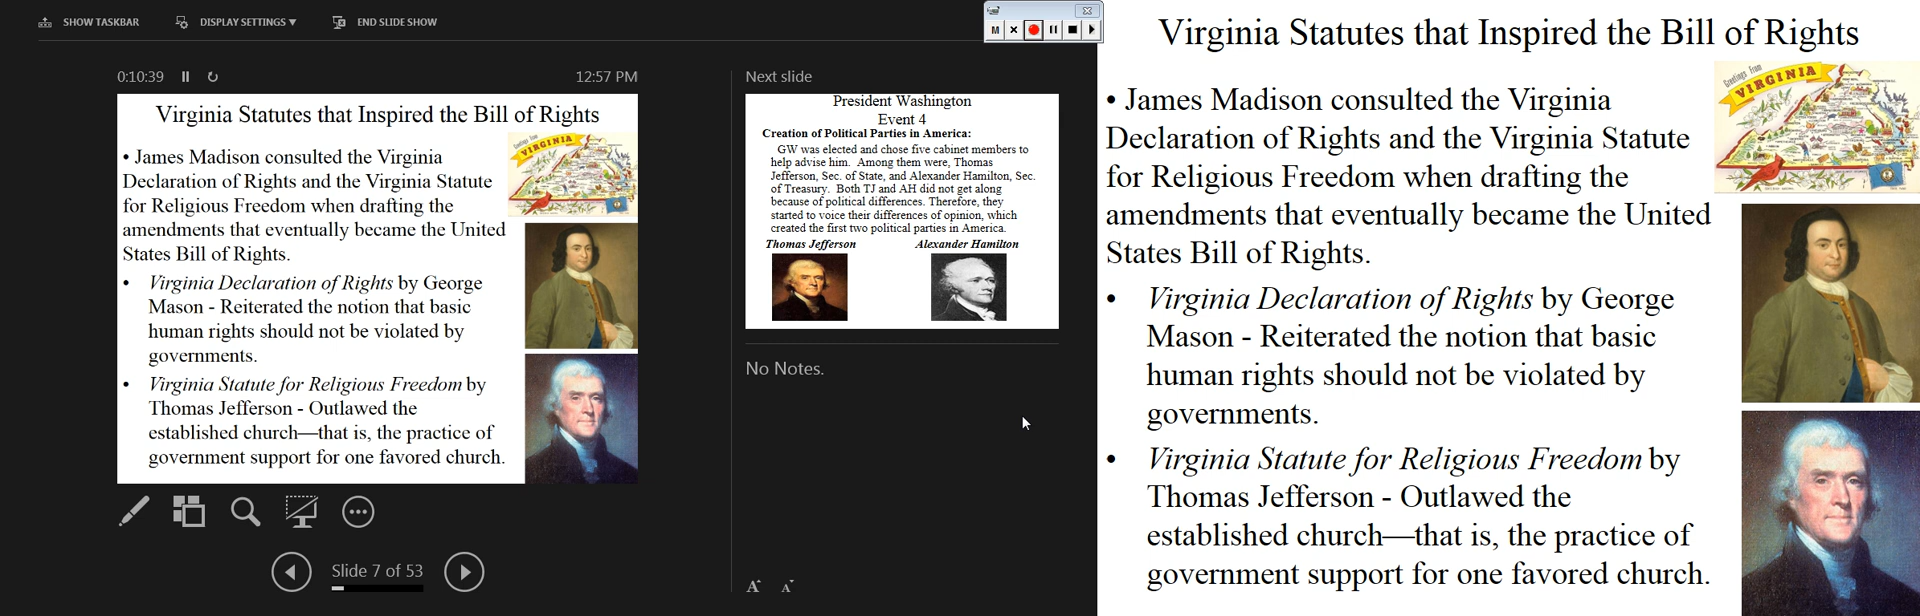 SHOW TASKBAR
DISPLAY SETTINGS ▼
END SLIDE SHOW
0:10:39
12:57 PM
Virginia Statutes that Inspired the Bill of Rights
Greetings From
VIRGINIA
• James Madison consulted the Virginia
Declaration of Rights and the Virginia Statute
for Religious Freedom when drafting the
amendments that eventually became the United
States Bill of Rights.
• Virginia Declaration of Rights by George
Mason - Reiterated the notion that basic
human rights should not be violated by
governments.
• Virginia Statute for Religious Freedom by
Thomas Jefferson - Outlawed the
established church—that is, the practice of
government support for one favored church.
Slide 7 of 53
Next slide
President Washington
Event 4
Creation of Political Parties in America:
GW was elected and chose five cabinet members to
help advise him. Among them were, Thomas
Jefferson, Sec. of State, and Alexander Hamilton, Sec.
of Treasury. Both TJ and AH did not get along
because of political differences. Therefore, they
started to voice their differences of opinion, which
created the first two political parties in America.
Thomas Jefferson
Alexander Hamilton
No Notes.
A A
M
Virginia Statutes that Inspired the Bill of Rights
Greetings From
VIRGINIA
• James Madison consulted the Virginia
Declaration of Rights and the Virginia Statute
for Religious Freedom when drafting the
amendments that eventually became the United
States Bill of Rights.
• Virginia Declaration of Rights by George
Mason - Reiterated the notion that basic
human rights should not be violated by
governments.
• Virginia Statute for Religious Freedom by
Thomas Jefferson - Outlawed the
established church—that is, the practice of
government support for one favored church.